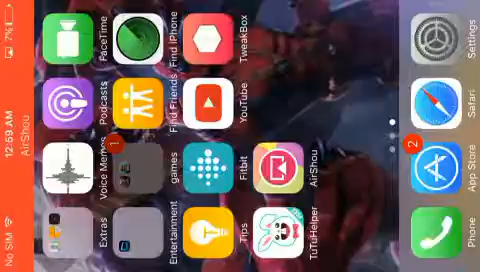 No SIM 12:59 AM 7%
AirShou
Extras Voice Memos Podcasts FaceTime
Entertainment games Find Friends Find iPhone
1
Tips Fitbit YouTube TweakBox
TuTuHelper AirShou
2
Phone App Store Safari Settings